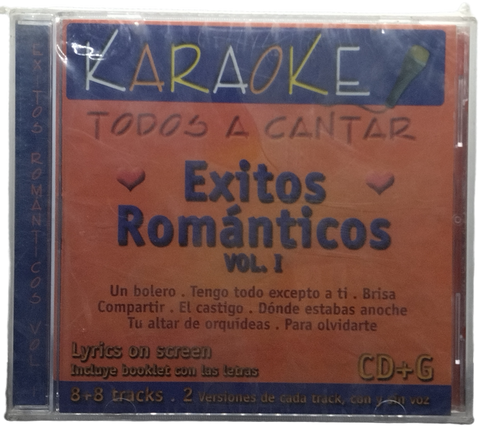 KARAOKE
TODOS A CANTAR
Exitos
Románticos
VOL. I
Un bolero . Tengo todo excepto a ti . Brisa
Compartir . El castigo . Dónde estabas anoche
Tu altar de orquídeas . Para olvidarte
Lyrics on screen
Incluye booklet con las letras
CD+G
8+8 tracks . 2 versiones de cada track, con y sin voz
EXITOS ROMÁNTICOS VOL.